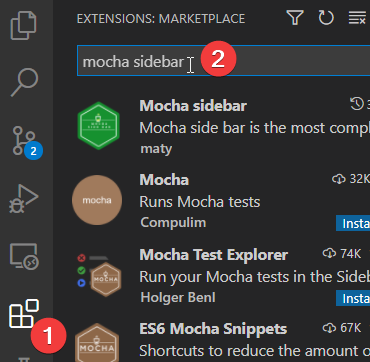 EXTENSIONS: MARKETPLACE
mocha sidebar
2
Mocha sidebar
Mocha side bar is the most compl
maty
2
mocha
Mocha 32K
Runs Mocha tests
Compulim
Insta
Mocha Test Explorer 74K
Run your Mocha tests in the Sideb
Holger Benl
Insta
1
MOCHA
ES6 Mocha Snippets 67K
Shortcuts to reduce the amount o